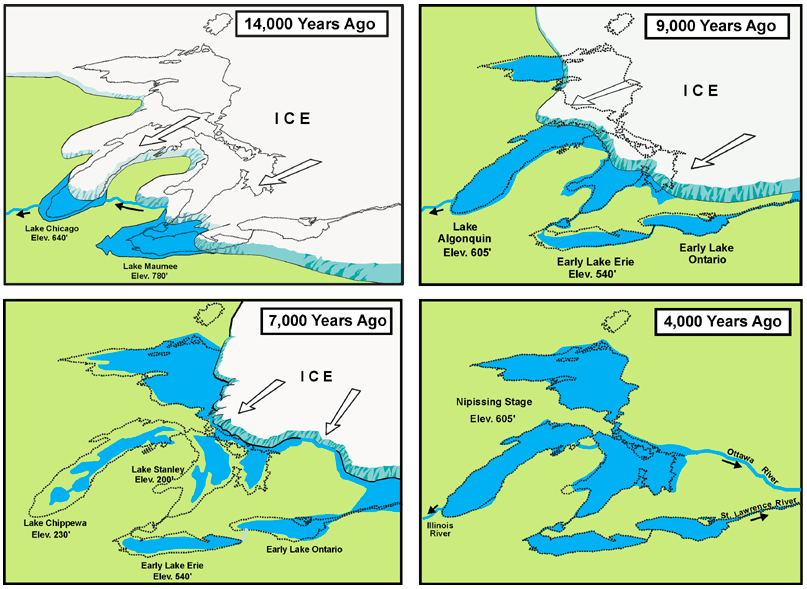 14,000 Years Ago
I C E
Lake Chicago
Elev. 640'
Lake Maumee
Elev. 780'
9,000 Years Ago
I C E
Lake
Algonquin
Elev. 605'
Early Lake Erie
Elev. 540'
Early Lake
Ontario
7,000 Years Ago
I C E
Lake Stanley
Elev. 200'
Lake Chippewa
Elev. 230'
Early Lake Ontario
Early Lake Erie
Elev. 540'
4,000 Years Ago
Nipissing Stage
Elev. 605'
Ottawa
River
Illinois
River
St. Lawrence River